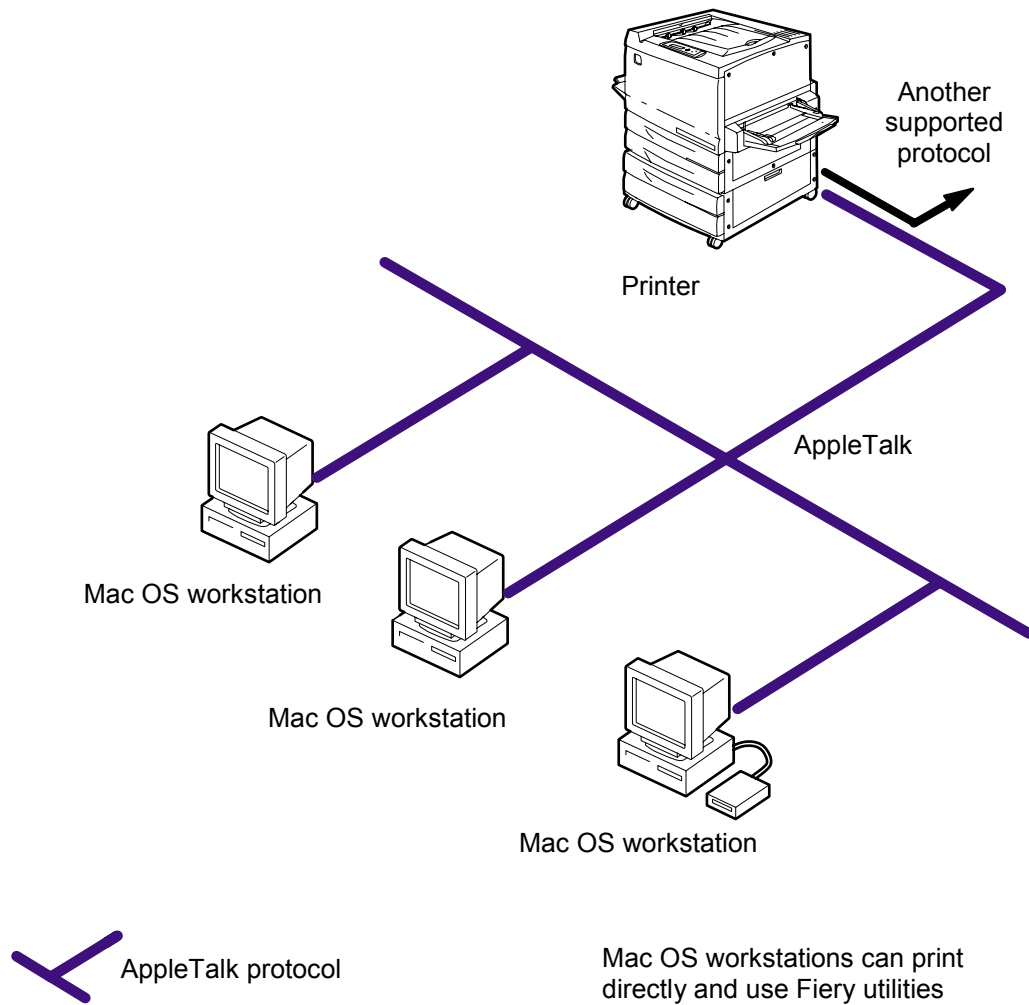 Another
supported
protocol
Printer
AppleTalk
Mac OS workstation
Mac OS workstation
Mac OS workstation
AppleTalk protocol
Mac OS workstations can print
directly and use Fiery utilities